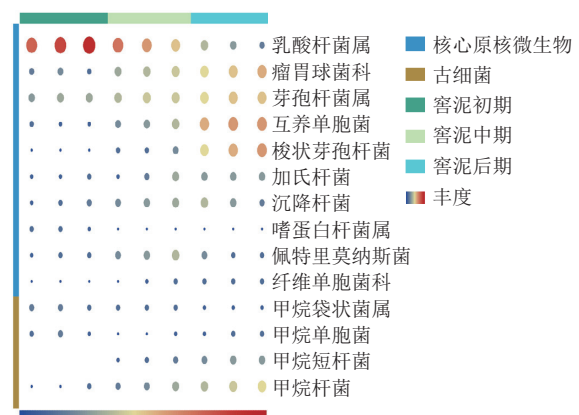 乳酸杆菌属
瘤胃球菌科
芽孢杆菌属
互养单胞菌
梭状芽孢杆菌
加氏杆菌
沉降杆菌
嗜蛋白杆菌属
佩特里莫纳斯菌
纤维单胞菌科
甲烷袋状菌属
甲烷单胞菌
甲烷短杆菌
甲烷杆菌
核心原核微生物
古细菌
窖泥初期
窖泥中期
窖泥后期
丰度